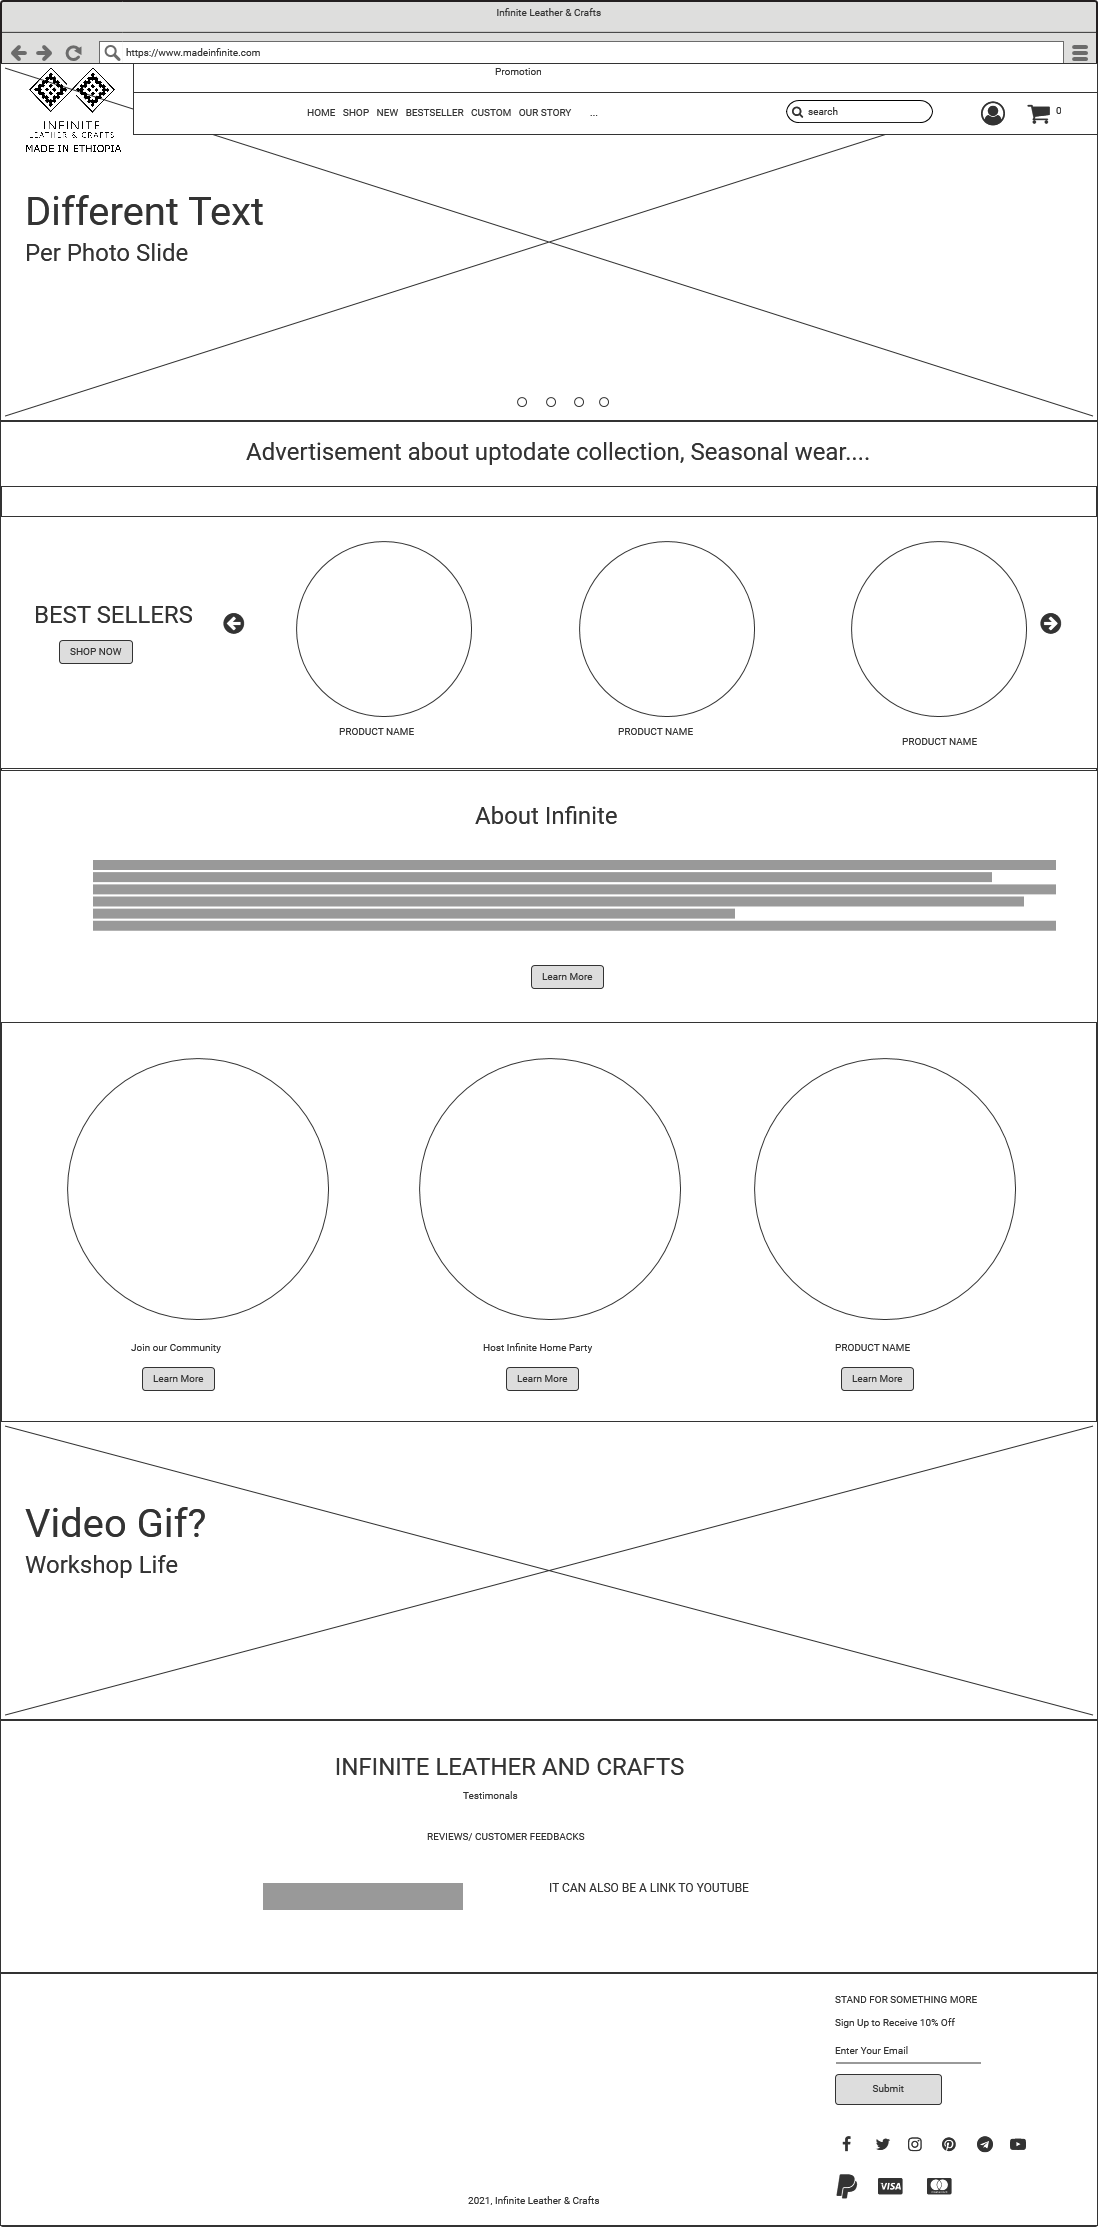 Infinite Leather & Crafts
https://www.madeinfinite.com
Promotion
INFINITE
LEATHER & CRAFTS
MADE IN ETHIOPIA
HOME SHOP NEW BESTSELLER CUSTOM OUR STORY ...
search
0
Different Text
Per Photo Slide
Advertisement about uptodate collection, Seasonal wear....
BEST SELLERS
SHOP NOW
PRODUCT NAME
PRODUCT NAME
PRODUCT NAME
About Infinite
Learn More
Join our Community
Learn More
Host Infinite Home Party
Learn More
PRODUCT NAME
Learn More
Video Gif?
Workshop Life
INFINITE LEATHER AND CRAFTS
Testimonals
REVIEWS/ CUSTOMER FEEDBACKS
IT CAN ALSO BE A LINK TO YOUTUBE
STAND FOR SOMETHING MORE
Sign Up to Receive 10% Off
Enter Your Email
Submit
VISA
2021, Infinite Leather & Crafts